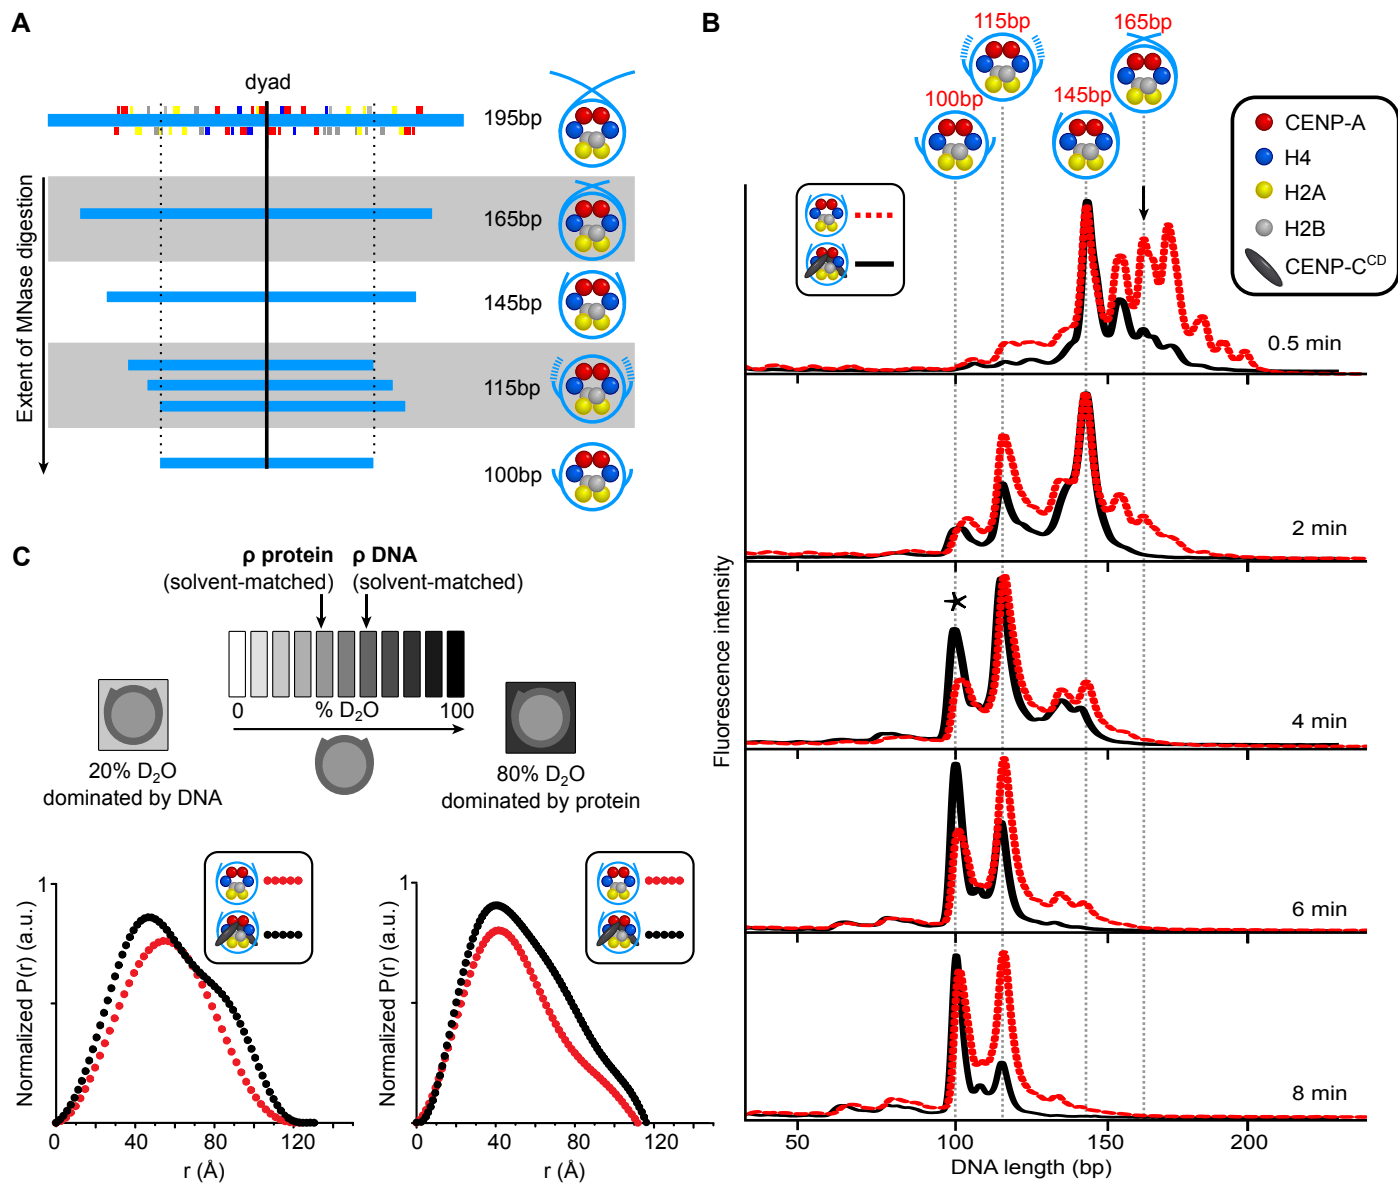 A
dyad
195bp
165bp
145bp
115bp
100bp
Extent of MNase digestion
B
115bp
165bp
100bp
145bp
CENP-A
H4
H2A
H2B
CENP-C^CD
0.5 min
2 min
4 min
6 min
8 min
Fluorescence intensity
50
100
150
200
DNA length (bp)
C
ρ protein
(solvent-matched)
ρ DNA
(solvent-matched)
0
% D₂O
100
20% D₂O
dominated by DNA
80% D₂O
dominated by protein
Normalized P(r) (a.u.)
1
0
40
80
120
r (Å)
Normalized P(r) (a.u.)
1
0
40
80
120
r (Å)